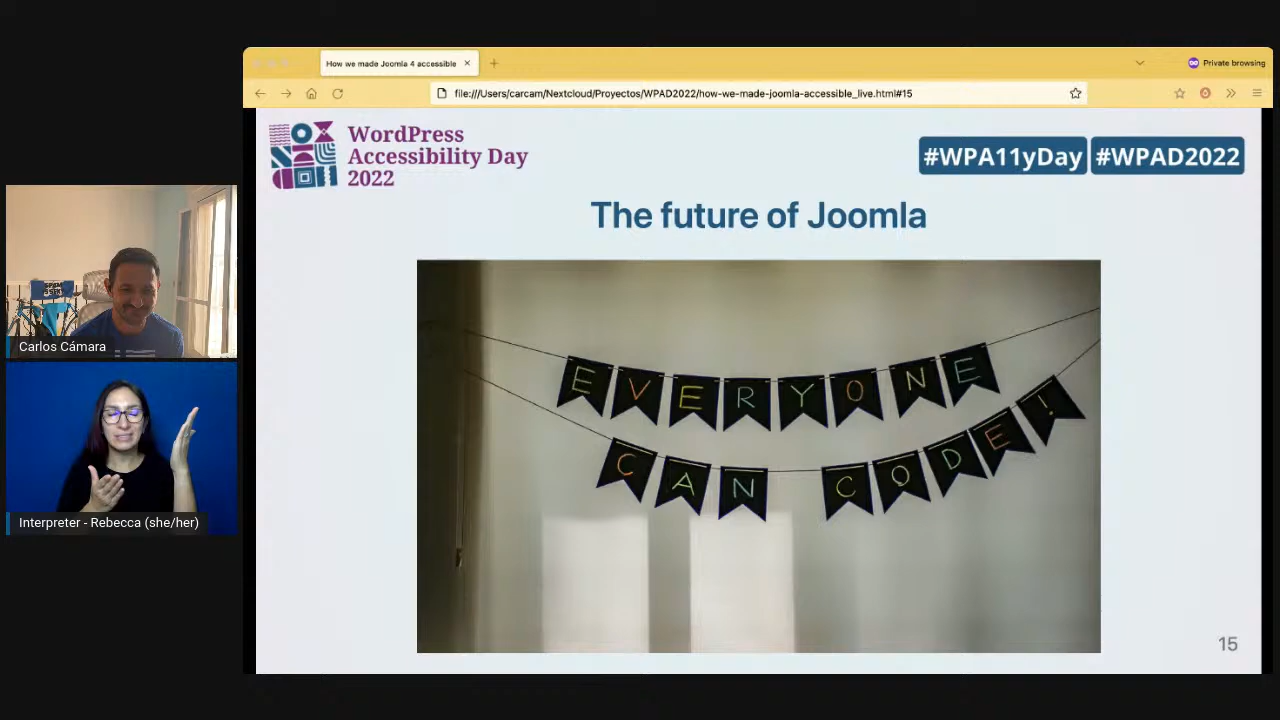 How we made Joomla 4 accessible
Private browsing
file:///Users/carcam/Nextcloud/Proyectos/WPAD2022/how-we-made-joomla-accessible_live.html#15
WordPress
Accessibility Day
2022
#WPA11yDay #WPAD2022
The future of Joomla
EVERYONE
CAN CODE!
15
Carlos Cámara
Interpreter - Rebecca (she/her)